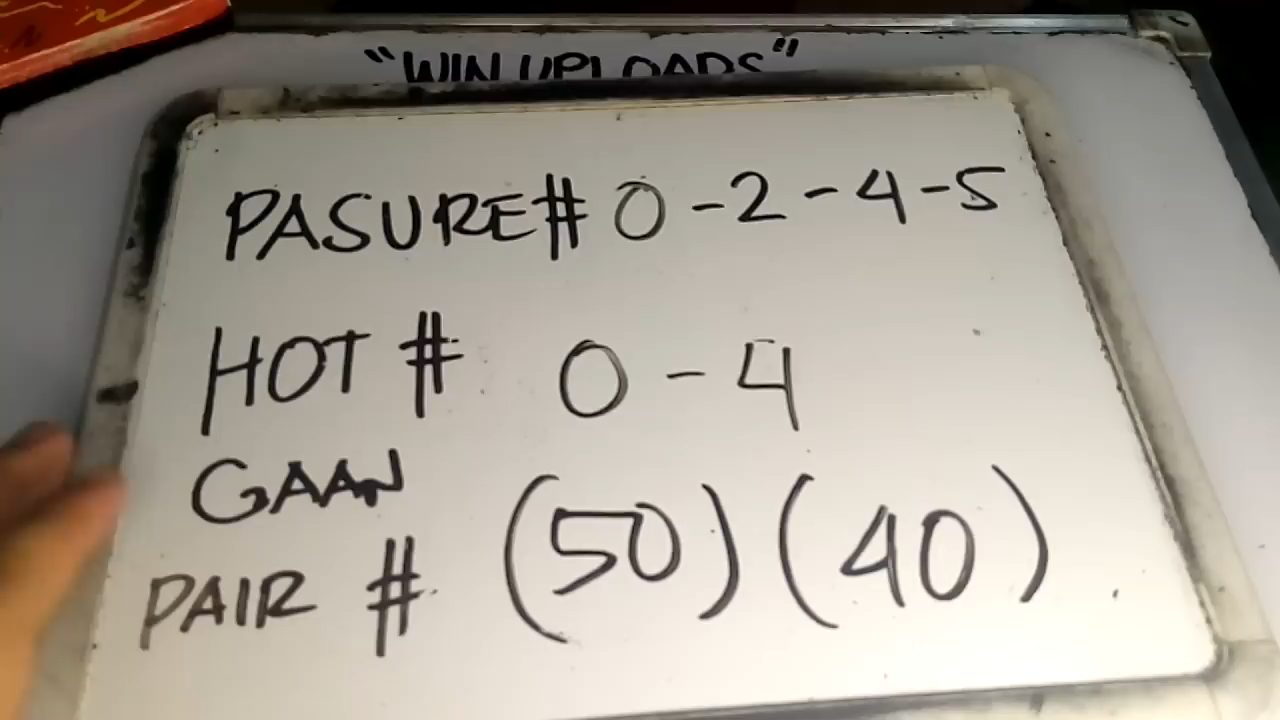 "WIN UPLOADS"
PASURE# 0-2-4-5
HOT # 0-4
GAAN
PAIR # (50)(40)